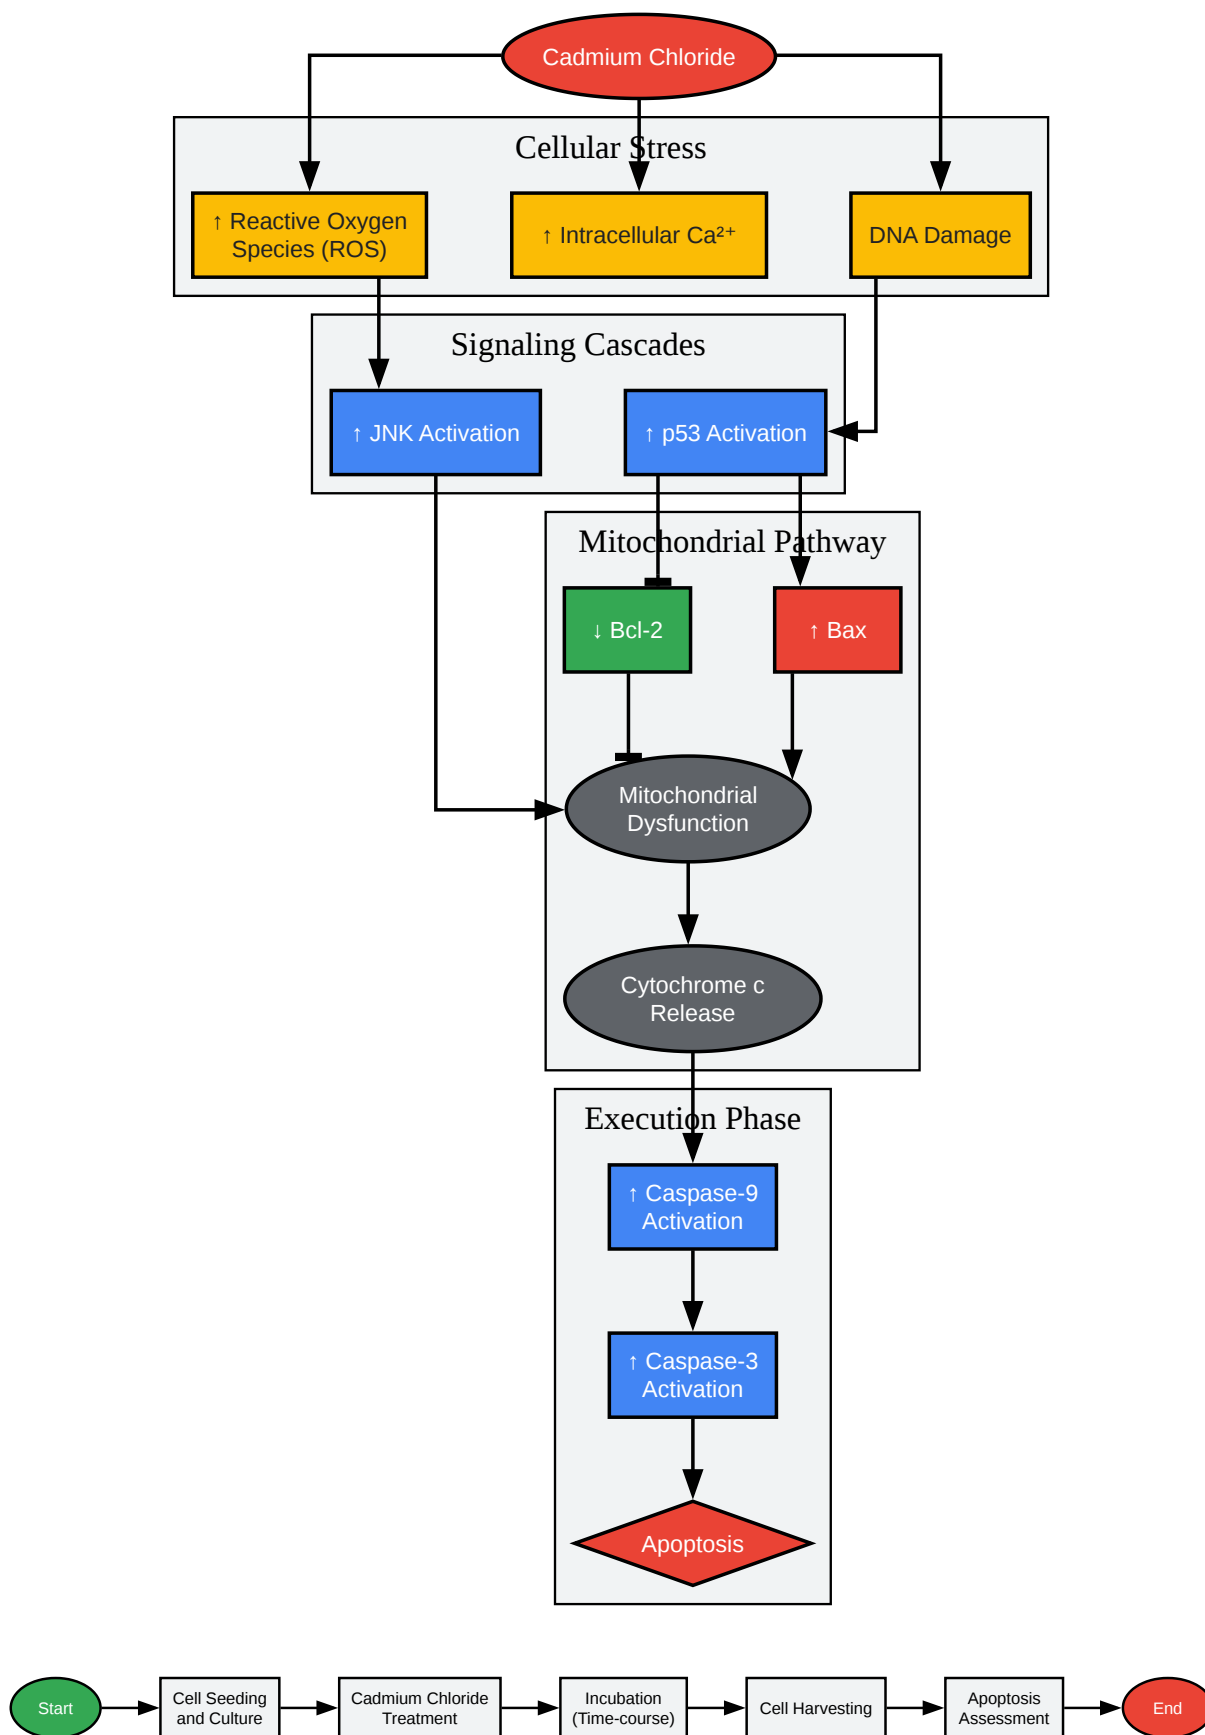 Cadmium Chloride
Cellular Stress
↑ Reactive Oxygen
Species (ROS)
↑ Intracellular Ca²⁺
DNA Damage
Signaling Cascades
↑ JNK Activation
↑ p53 Activation
Mitochondrial Pathway
↓ Bcl-2
↑ Bax
Mitochondrial
Dysfunction
Cytochrome c
Release
Execution Phase
↑ Caspase-9
Activation
↑ Caspase-3
Activation
Apoptosis
Start
Cell Seeding
and Culture
Cadmium Chloride
Treatment
Incubation
(Time-course)
Cell Harvesting
Apoptosis
Assessment
End